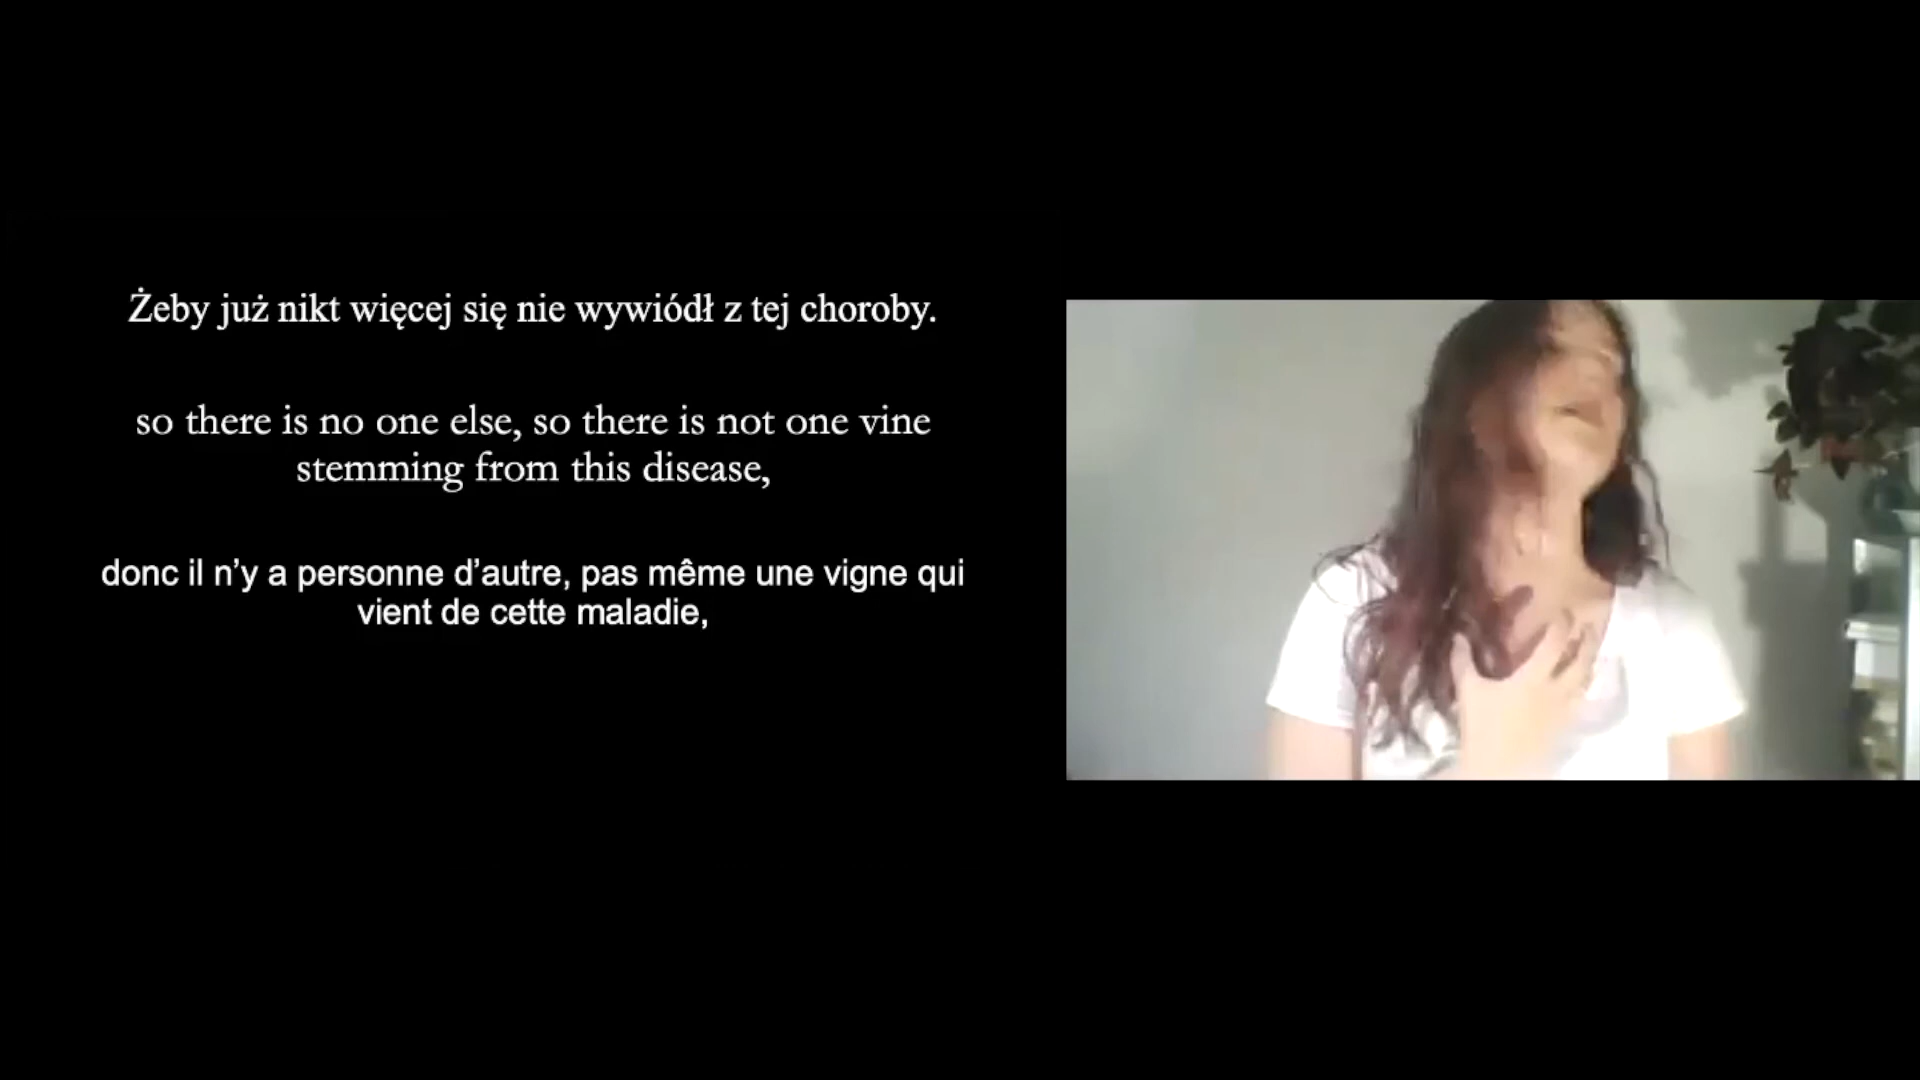 Żeby już nikt więcej się nie wywiódł z tej choroby.
so there is no one else, so there is not one vine
stemming from this disease,
donc il n’y a personne d’autre, pas même une vigne qui
vient de cette maladie,